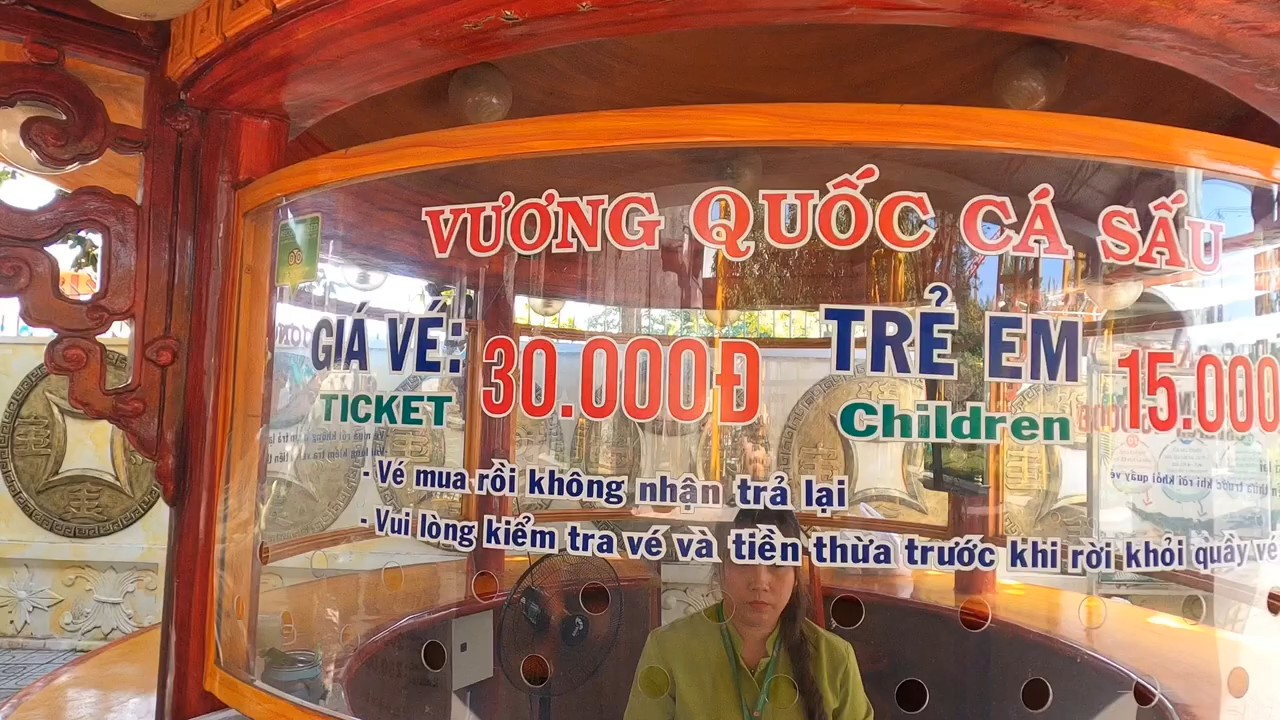 VƯƠNG QUỐC CÁ SẤU
GIÁ VÉ: 30.000Đ TRẺ EM 15.000
TICKET Children
- Vé mua rồi không nhận trả lại
- Vui lòng kiểm tra vé và tiền thừa trước khi rời khỏi quầy vé